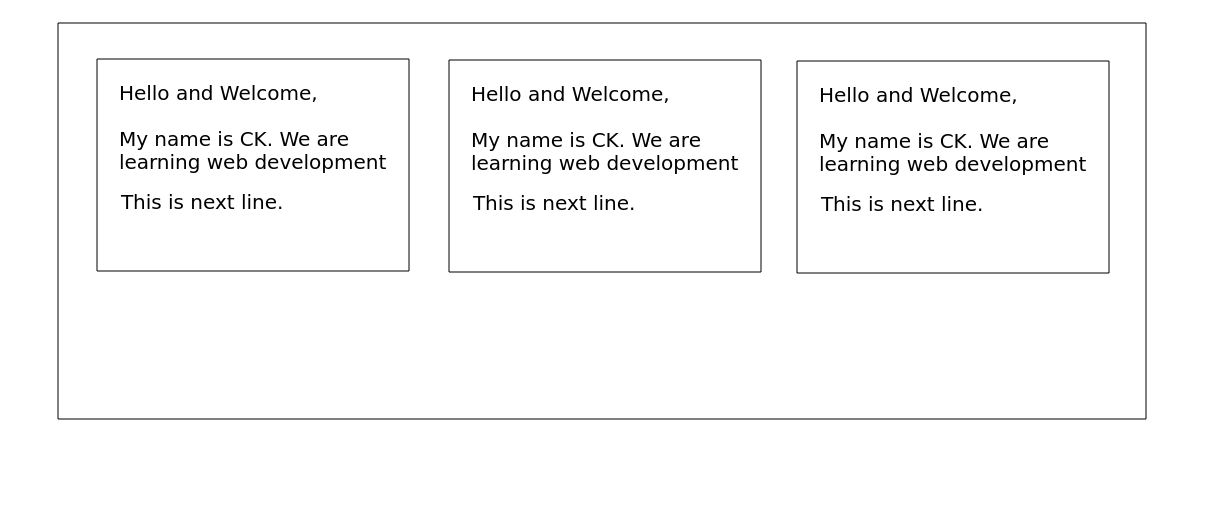 Hello and Welcome,
My name is CK. We are
learning web development
This is next line.
Hello and Welcome,
My name is CK. We are
learning web development
This is next line.
Hello and Welcome,
My name is CK. We are
learning web development
This is next line.